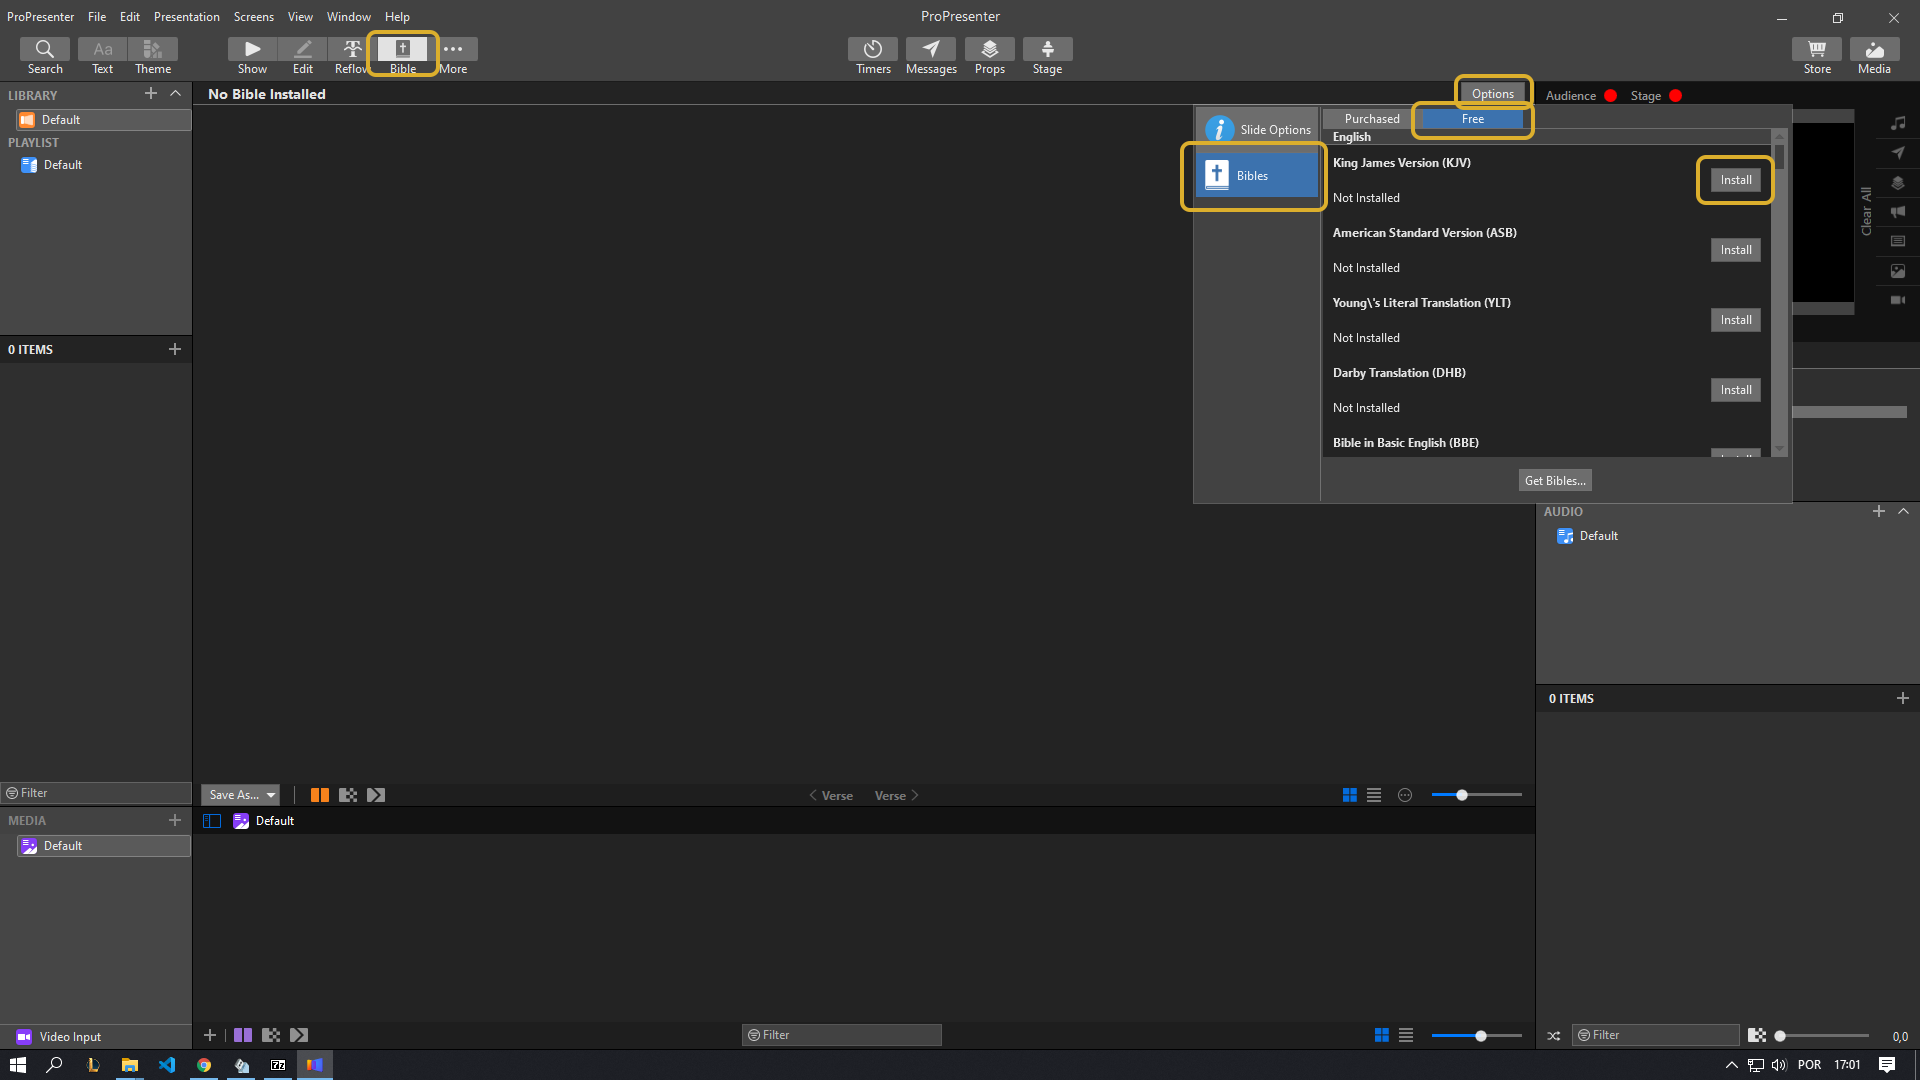 ProPresenter File Edit Presentation Screens View Window Help
ProPresenter
Search Text Theme Show Edit Reflow Bible More Timers Messages Props Stage Store Media
Aa
LIBRARY
Default
PLAYLIST
Default
0 ITEMS
Filter
MEDIA
Default
Video Input
No Bible Installed
Options
Audience Stage
Slide Options
Bibles
Purchased Free
English
King James Version (KJV)
Install
Not Installed
American Standard Version (ASB)
Install
Not Installed
Young\'s Literal Translation (YLT)
Install
Not Installed
Darby Translation (DHB)
Install
Not Installed
Bible in Basic English (BBE)
Install
Get Bibles...
Clear All
AUDIO
Default
0 ITEMS
Save As...
Verse Verse
Default
Filter
Filter
0,0
POR 17:01